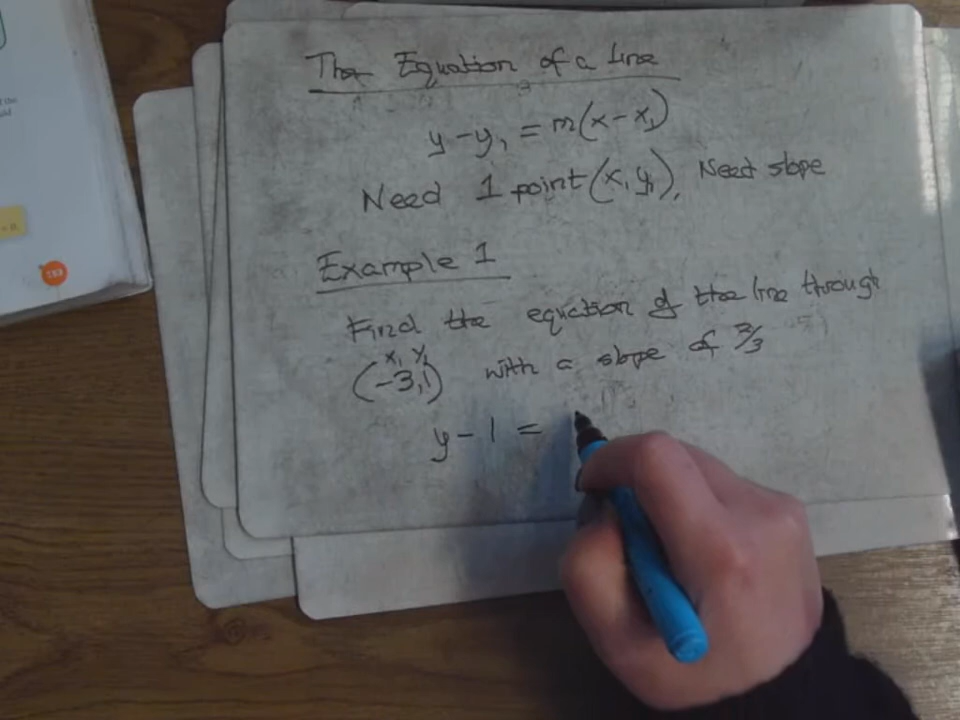 The Equation of a line
y - y₁ = m(x - x₁)
Need 1 point (x₁ y₁), Need slope
Example 1
Find the equation of the line through
x₁ y₁
(-3, 1) with a slope of 2/3
y - 1 =